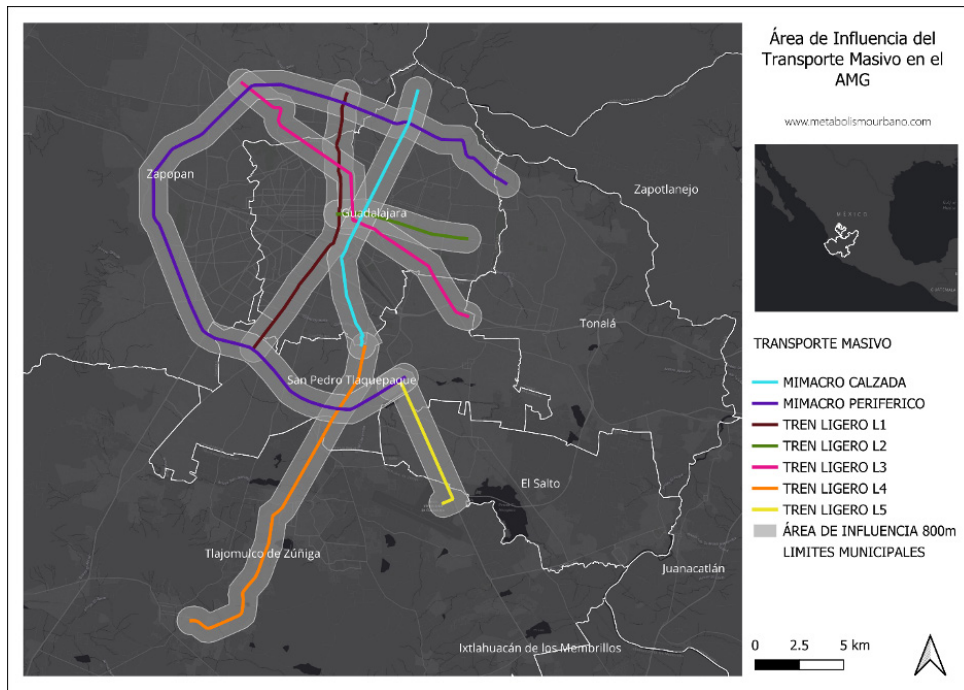 Área de Influencia del
Transporte Masivo en el
AMG
www.metabolismourbano.com
MÉXICO
TRANSPORTE MASIVO
MIMACRO CALZADA
MIMACRO PERIFERICO
TREN LIGERO L1
TREN LIGERO L2
TREN LIGERO L3
TREN LIGERO L4
TREN LIGERO L5
ÁREA DE INFLUENCIA 800m
LIMITES MUNICIPALES
0 2.5 5 km
Zapopan
Zapotlanejo
Guadalajara
Tonalá
San Pedro Tlaquepaque
El Salto
Tlajomulco de Zúñiga
Juanacatlán
Ixtlahuacán de los Membrillos